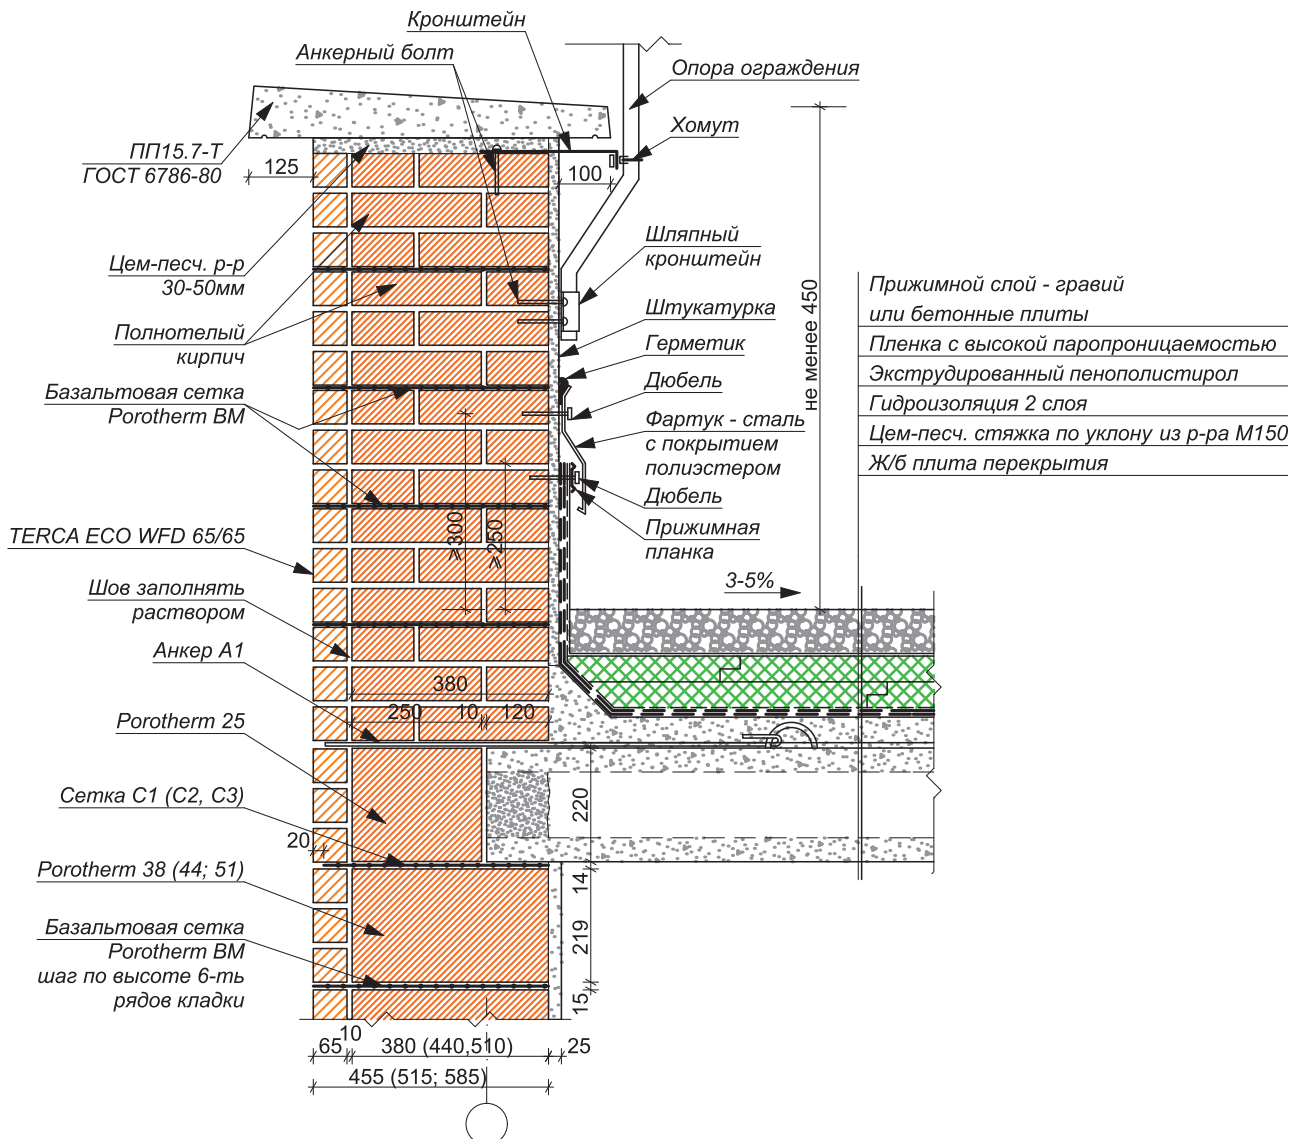 Кронштейн
Анкерный болт
Опора ограждения
Хомут
ПП15.7-Т
ГОСТ 6786-80
125
100
Шляпный
кронштейн
Цем-песч. р-р
30-50мм
Штукатурка
Полнотелый
кирпич
Герметик
Базальтовая сетка
Porotherm BM
Дюбель
Фартук - сталь
с покрытием
полиэстером
Дюбель
Прижимная
планка
не менее 450
Прижимной слой - гравий
или бетонные плиты
Пленка с высокой паропроницаемостью
Экструдированный пенополистирол
Гидроизоляция 2 слоя
Цем-песч. стяжка по уклону из р-ра М150
Ж/б плита перекрытия
⩾300
⩾250
TERCA ECO WFD 65/65
3-5%
Шов заполнять
раствором
Анкер А1
380
250
10
120
Porotherm 25
Сетка С1 (С2, С3)
220
20
Porotherm 38 (44; 51)
14
219
Базальтовая сетка
Porotherm BM
шаг по высоте 6-ть
рядов кладки
15
10
65
380 (440,510)
25
455 (515; 585)